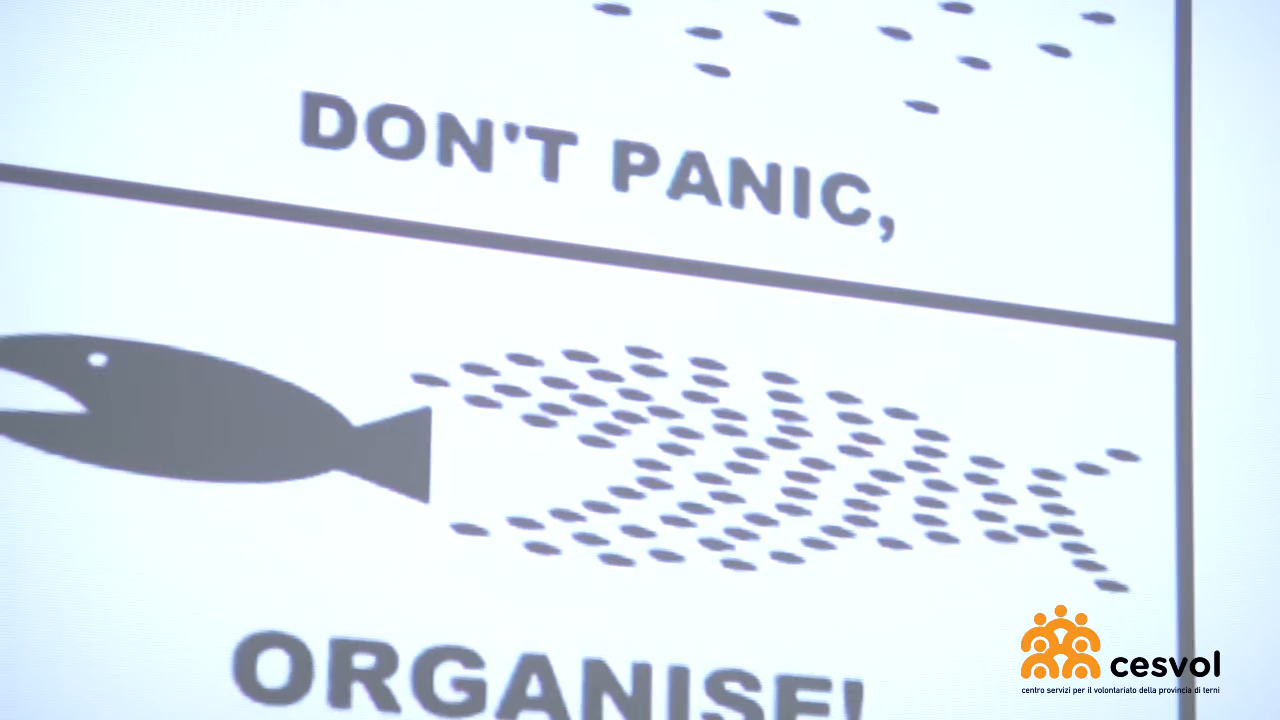 DON'T PANIC,
ORGANISE!
cesvol
centro servizi per il volontariato della provincia di terni